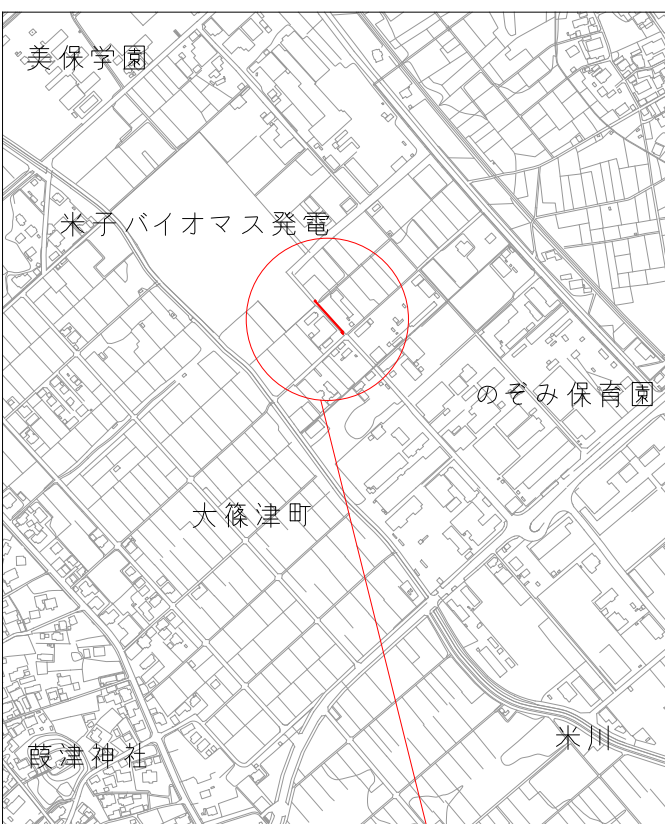 美保学園
米子バイオマス発電
のぞみ保育園
大篠津町
米川
葭津神社